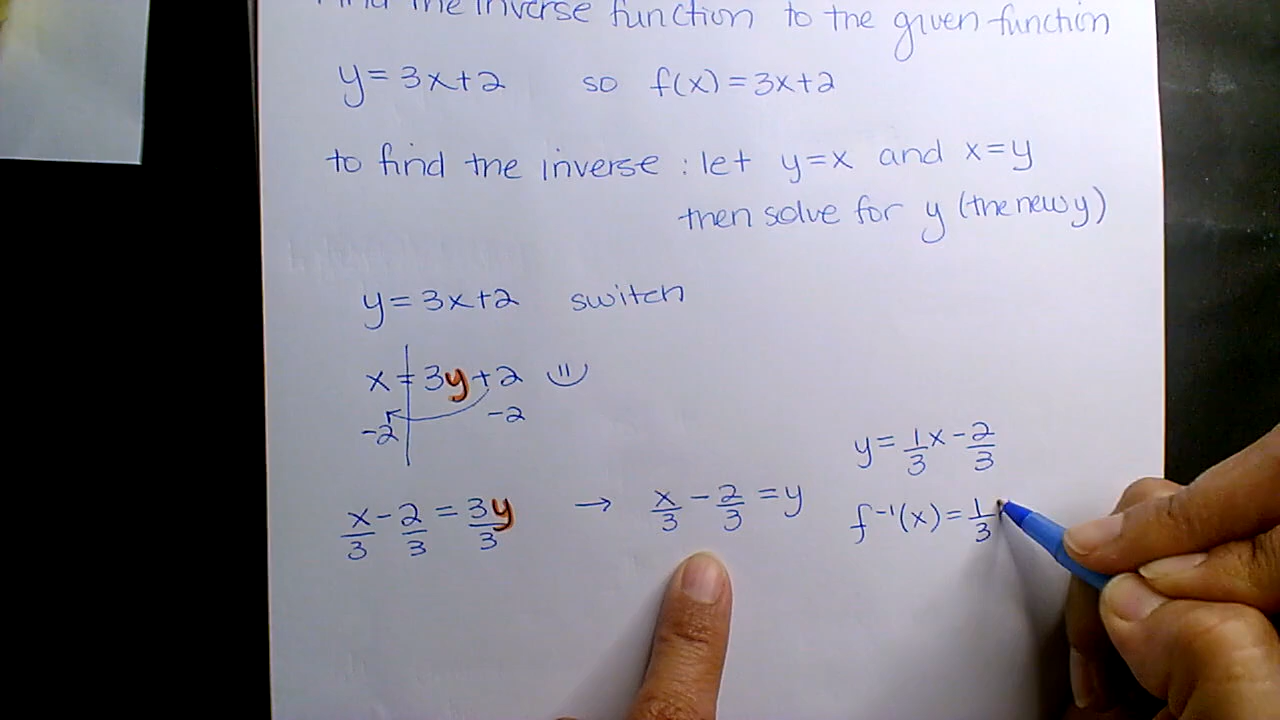 Find the inverse function to the given function
y = 3x+2 so f(x) = 3x+2
to find the inverse : let y=x and x=y
then solve for y (the new y)
y = 3x+2 switch
x = 3y+2
-2 -2
y = 1/3 x - 2/3
x/3 - 2/3 = 3y/3 → x/3 - 2/3 = y
f⁻¹(x) = 1/3